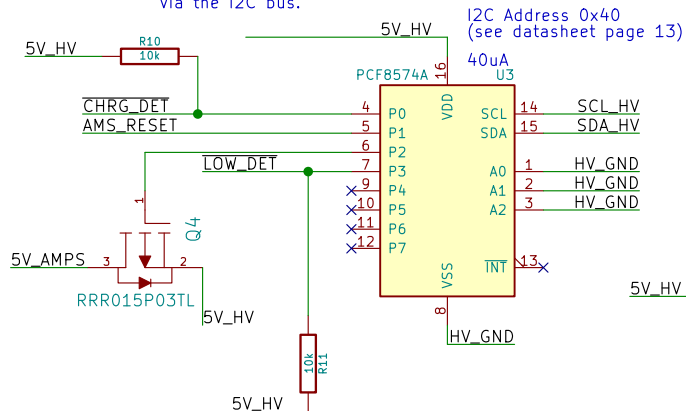 via the I2C bus.
I2C Address 0x40
(see datasheet page 13)
5V_HV
R10
10k
5V_HV
40uA
PCF8574A
U3
16
VDD
CHRG_DET
4
P0
SCL
14
SCL_HV
AMS_RESET
5
P1
SDA
15
SDA_HV
6
P2
LOW_DET
7
P3
A0
1
HV_GND
9
P4
A1
2
HV_GND
10
P5
A2
3
HV_GND
11
P6
12
P7
1
Q4
5V_AMPS
3
2
INT
13
VSS
8
RRR015P03TL
5V_HV
5V_HV
HV_GND
10k
R11
5V_HV